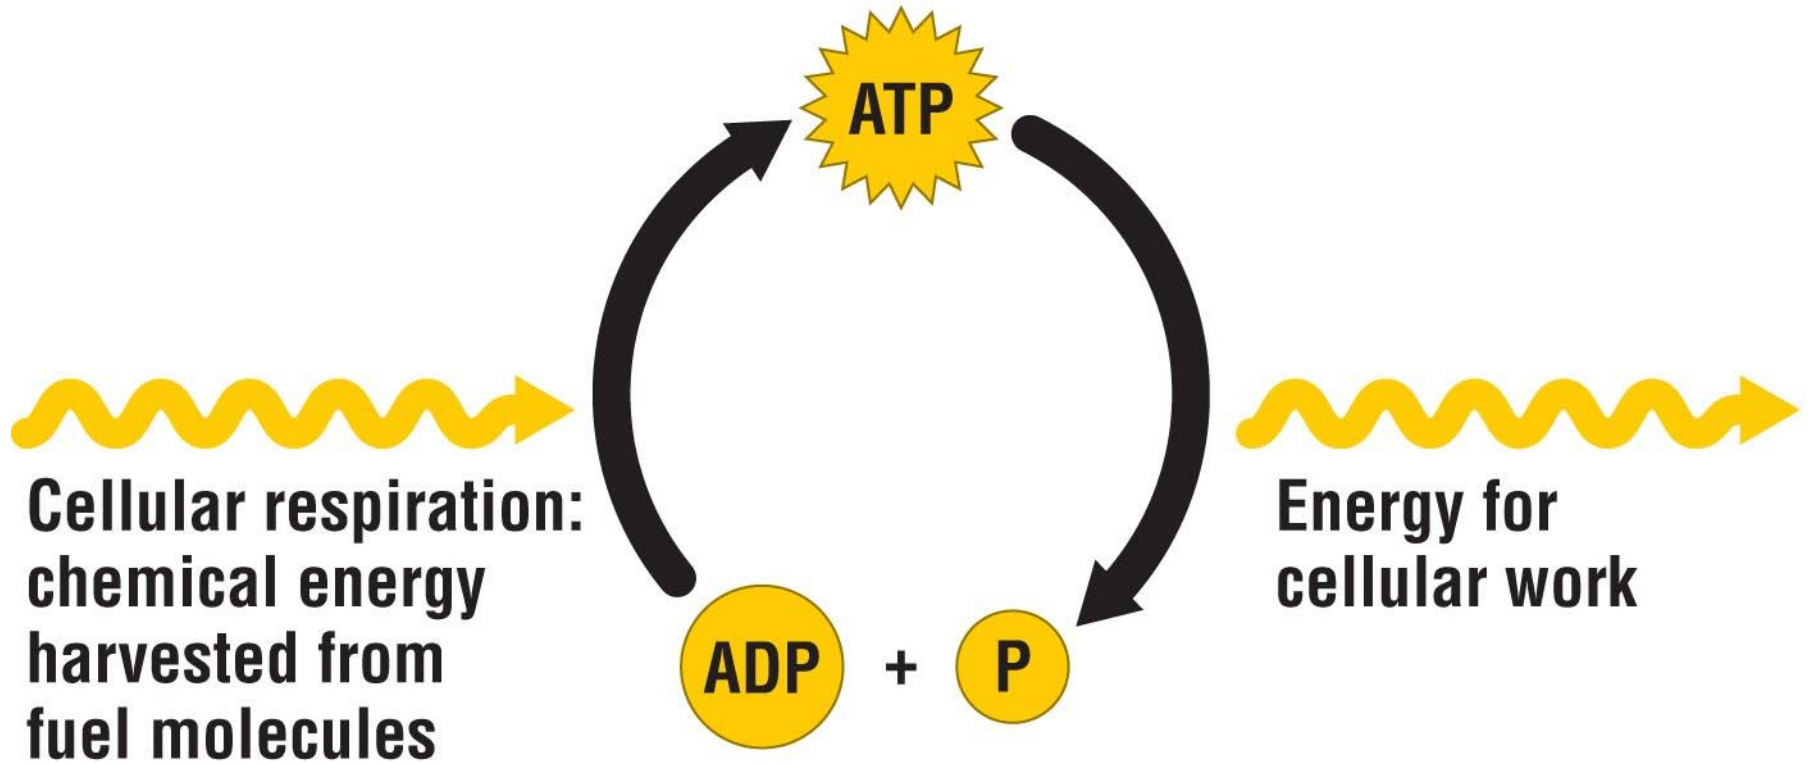 ATP
Cellular respiration:
chemical energy
harvested from
fuel molecules
Energy for
cellular work
ADP + P